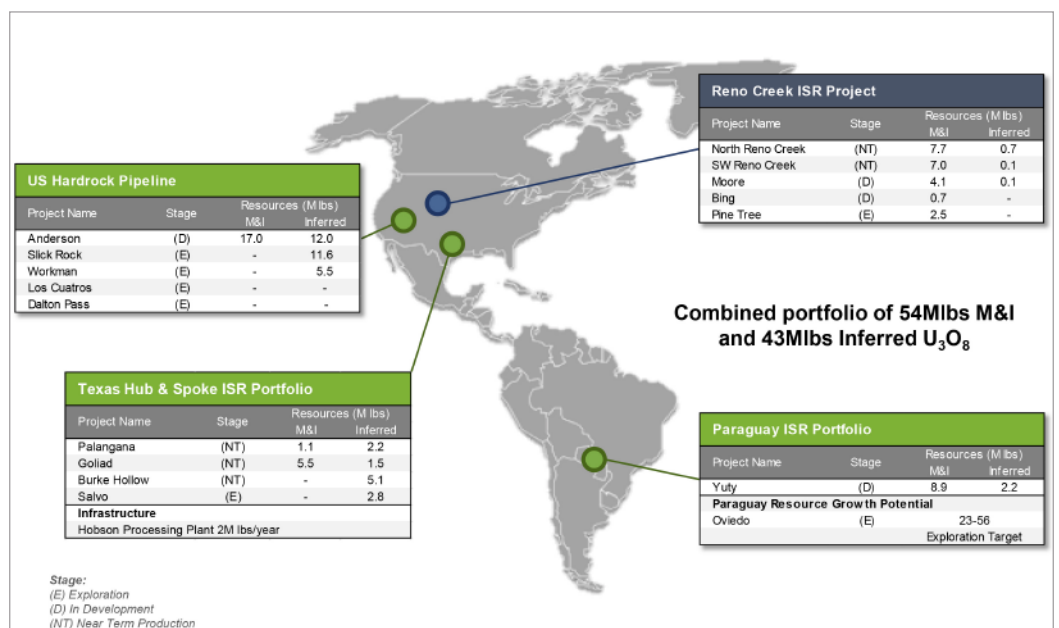 Reno Creek ISR Project
Project Name Stage Resources (M lbs)
M&I Inferred
North Reno Creek (NT) 7.7 0.7
SW Reno Creek (NT) 7.0 0.1
Moore (D) 4.1 0.1
Bing (D) 0.7 -
Pine Tree (E) 2.5 -
US Hardrock Pipeline
Project Name Stage Resources (M lbs)
M&I Inferred
Anderson (D) 17.0 12.0
Slick Rock (E) - 11.6
Workman (E) - 5.5
Los Cuatros (E) - -
Dalton Pass (E) - -
Combined portfolio of 54Mlbs M&I
and 43Mlbs Inferred U₃O₈
Texas Hub & Spoke ISR Portfolio
Project Name Stage Resources (M lbs)
M&I Inferred
Palangana (NT) 1.1 2.2
Goliad (NT) 5.5 1.5
Burke Hollow (NT) - 5.1
Salvo (E) - 2.8
Infrastructure
Hobson Processing Plant 2M lbs/year
Paraguay ISR Portfolio
Project Name Stage Resources (M lbs)
M&I Inferred
Yuty (D) 8.9 2.2
Paraguay Resource Growth Potential
Oviedo (E) 23-56
Exploration Target
Stage:
(E) Exploration
(D) In Development
(NT) Near Term Production